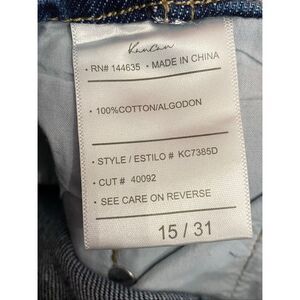 KanCan
• RN# 144635 • MADE IN CHINA
• 100%COTTON/ALGODON
• STYLE / ESTILO # KC7385D
• CUT # 40092
• SEE CARE ON REVERSE
15 / 31